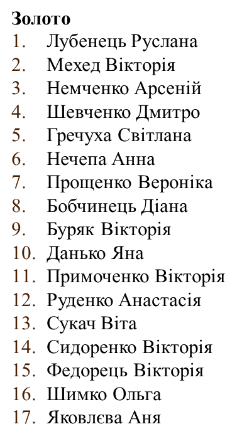 Золото
1. Лубенець Руслана
2. Мехед Вікторія
3. Немченко Арсеній
4. Шевченко Дмитро
5. Гречуха Світлана
6. Нечепа Анна
7. Прощенко Вероніка
8. Бобчинець Діана
9. Буряк Вікторія
10. Данько Яна
11. Примоченко Вікторія
12. Руденко Анастасія
13. Сукач Віта
14. Сидоренко Вікторія
15. Федорець Вікторія
16. Шимко Ольга
17. Яковлєва Аня